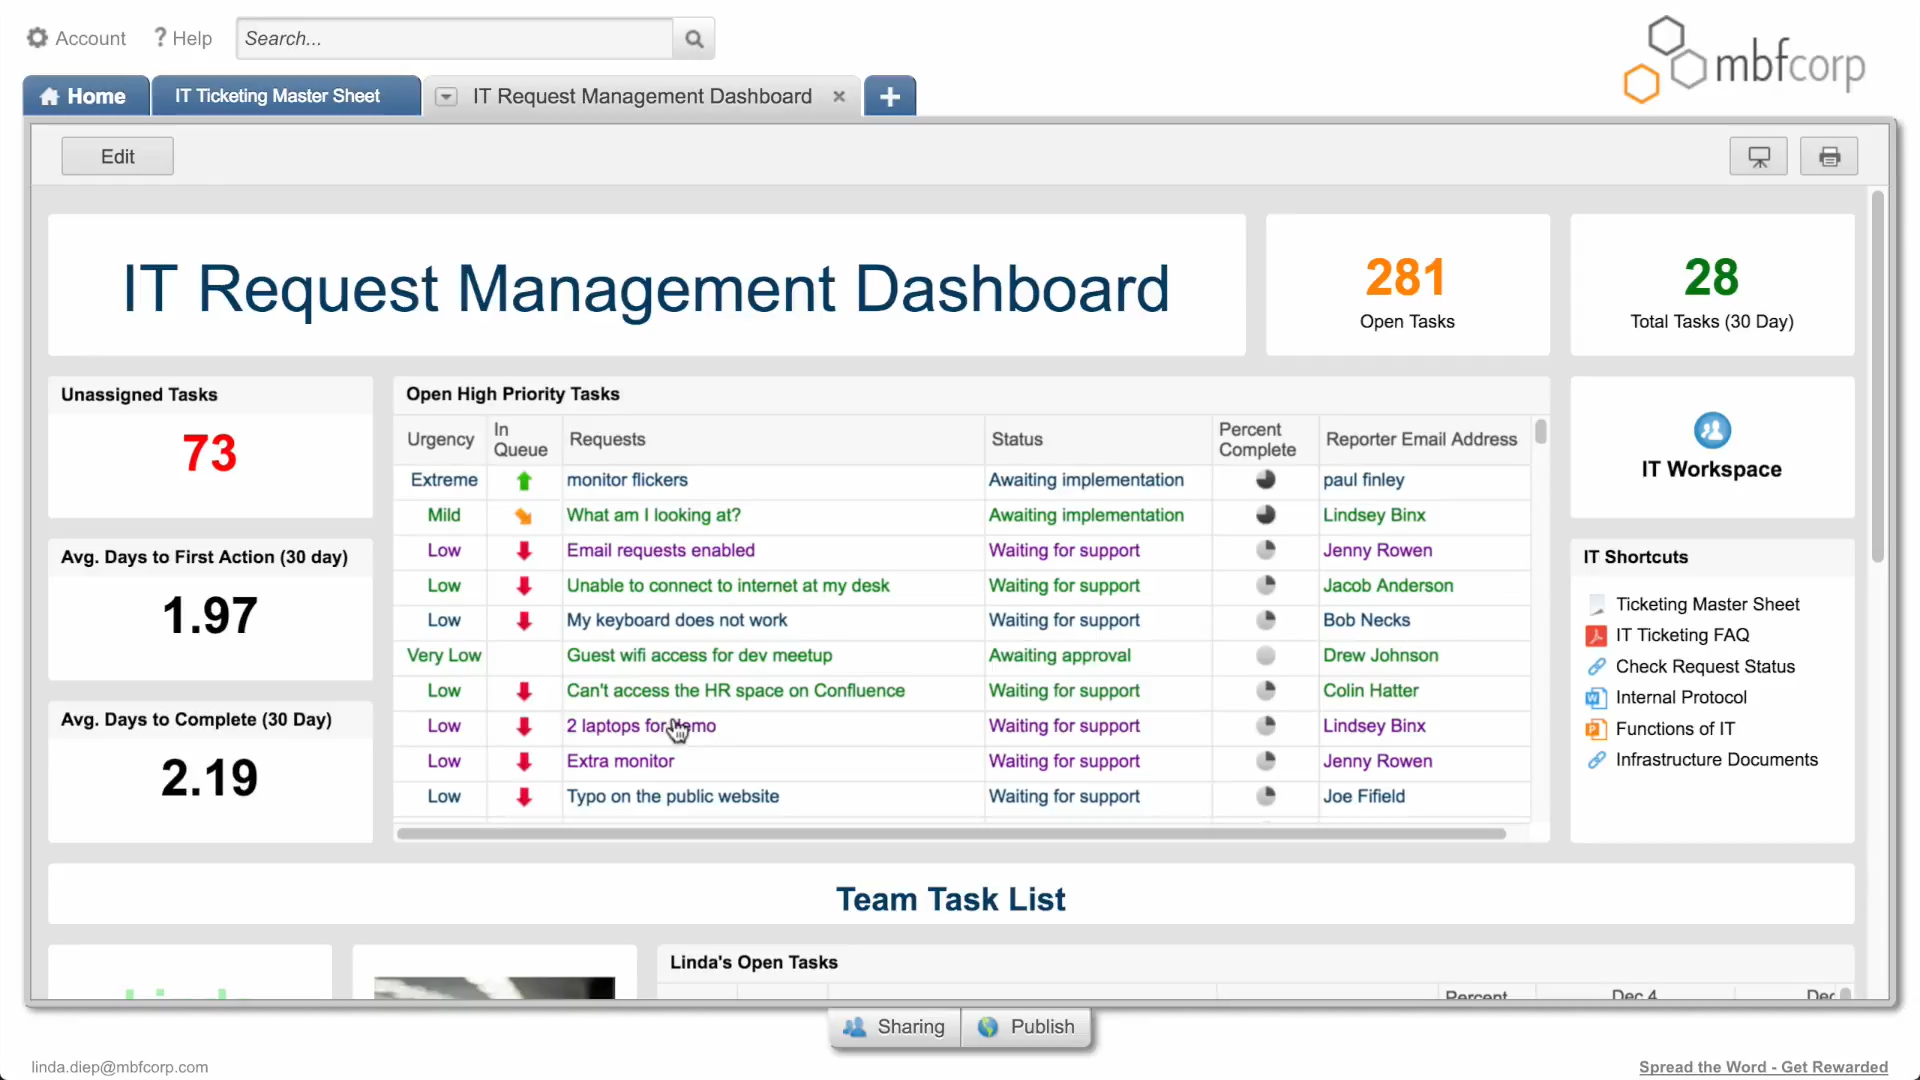 Account ? Help Search...
mbfcorp
Home IT Ticketing Master Sheet IT Request Management Dashboard
Edit
IT Request Management Dashboard
281
Open Tasks
28
Total Tasks (30 Day)
Unassigned Tasks
73
Avg. Days to First Action (30 day)
1.97
Avg. Days to Complete (30 Day)
2.19
Open High Priority Tasks
Urgency In Queue Requests Status Percent Complete Reporter Email Address
Extreme monitor flickers Awaiting implementation paul finley
Mild What am I looking at? Awaiting implementation Lindsey Binx
Low Email requests enabled Waiting for support Jenny Rowen
Low Unable to connect to internet at my desk Waiting for support Jacob Anderson
Low My keyboard does not work Waiting for support Bob Necks
Very Low Guest wifi access for dev meetup Awaiting approval Drew Johnson
Low Can't access the HR space on Confluence Waiting for support Colin Hatter
Low 2 laptops for demo Waiting for support Lindsey Binx
Low Extra monitor Waiting for support Jenny Rowen
Low Typo on the public website Waiting for support Joe Fifield
IT Workspace
IT Shortcuts
Ticketing Master Sheet
IT Ticketing FAQ
Check Request Status
Internal Protocol
Functions of IT
Infrastructure Documents
Team Task List
Linda's Open Tasks
Percent Dec 4
Sharing Publish
linda.diep@mbfcorp.com
Spread the Word - Get Rewarded